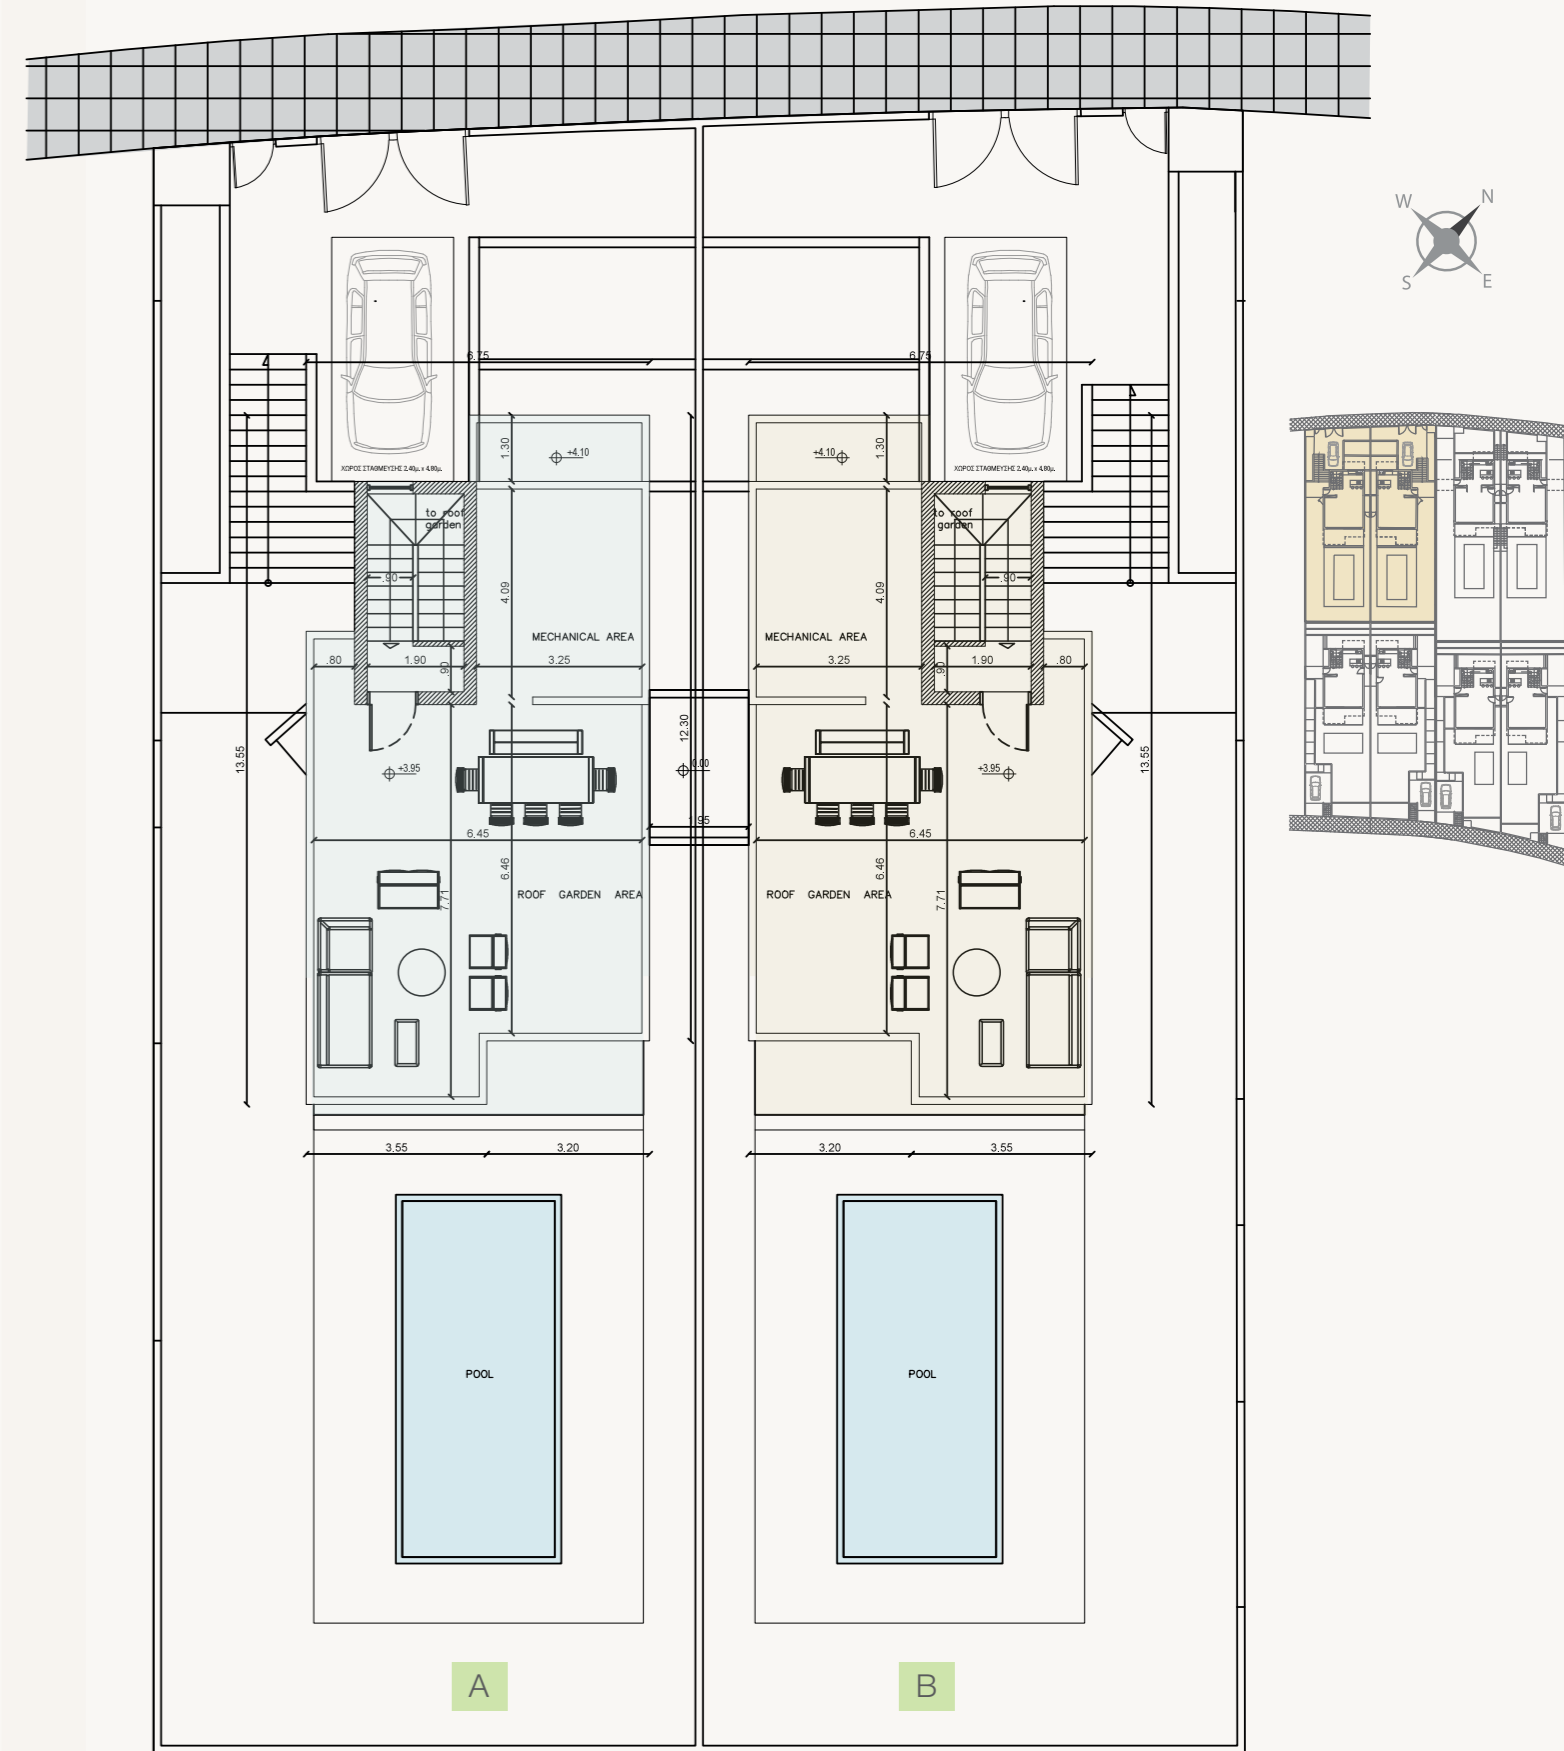 W
N
S
E
6.75
6.75
1.30
+4.10
+4.10
1.30
ΧΩΡΟΣ ΣΤΑΘΜΕΥΣΗΣ 2.40μ. x 4.80μ.
ΧΩΡΟΣ ΣΤΑΘΜΕΥΣΗΣ 2.40μ. x 4.80μ.
to roof
garden
to roof
garden
.90
4.09
4.09
.90
MECHANICAL AREA
MECHANICAL AREA
.80
1.90
.90
3.25
3.25
.90
1.90
.80
13.55
+3.95
12.30
0.00
+3.95
13.55
1.95
6.45
6.45
6.46
6.46
ROOF GARDEN AREA
ROOF GARDEN AREA
7.71
7.71
3.55
3.20
3.20
3.55
POOL
POOL
A
B